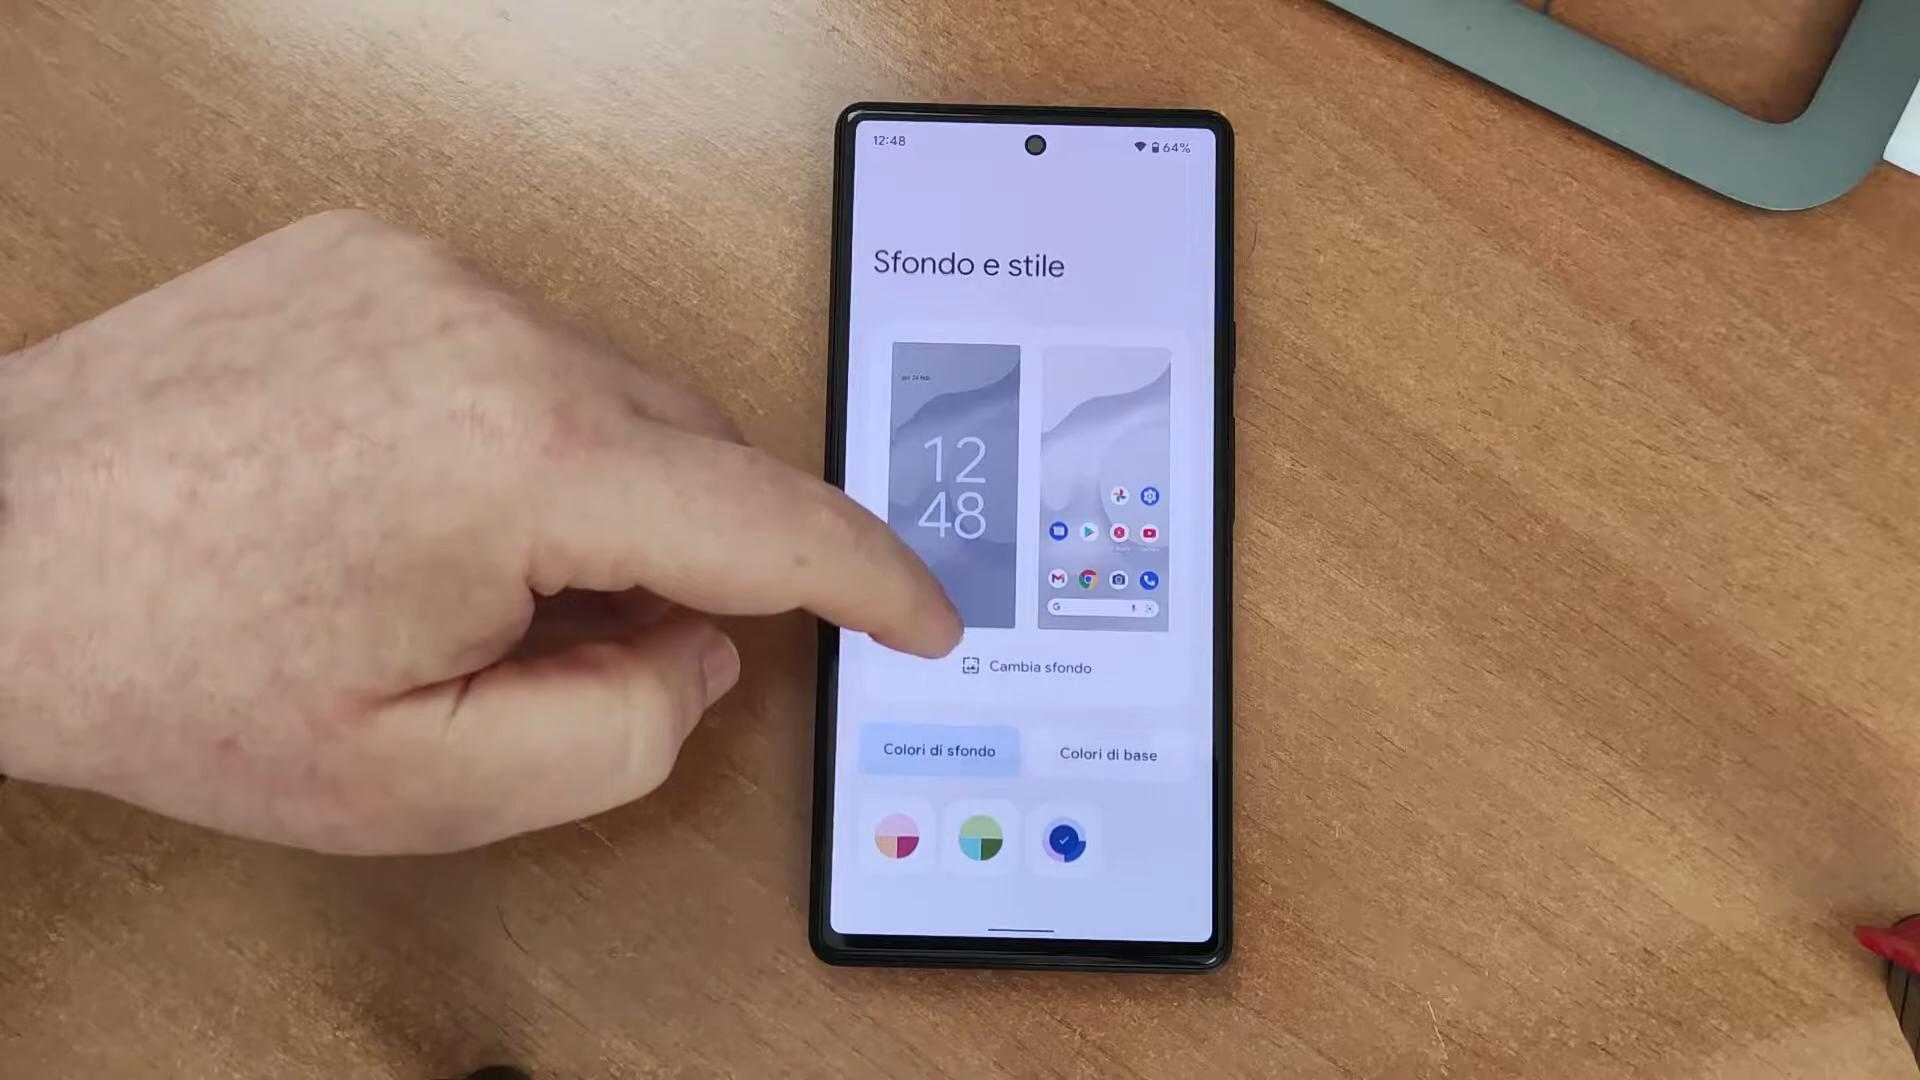 12:48
64%
Sfondo e stile
12
48
Cambia sfondo
Colori di sfondo
Colori di base